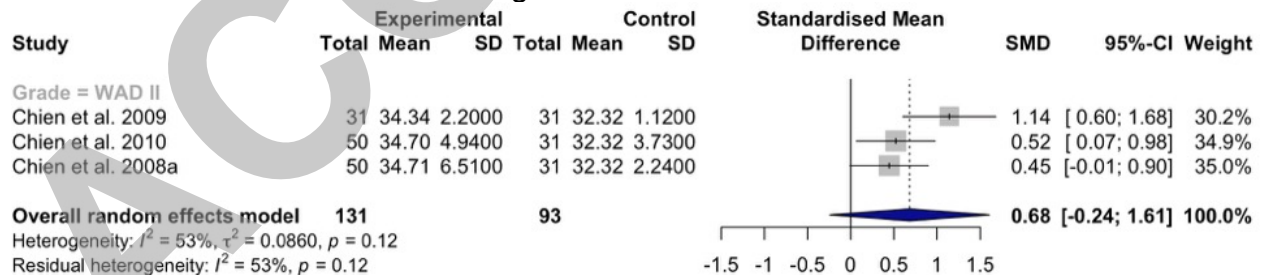 Experimental Control Standardised Mean
Study Total Mean SD Total Mean SD Difference SMD 95%-CI Weight
Grade = WAD II
Chien et al. 2009 31 34.34 2.2000 31 32.32 1.1200 1.14 [ 0.60; 1.68] 30.2%
Chien et al. 2010 50 34.70 4.9400 31 32.32 3.7300 0.52 [ 0.07; 0.98] 34.9%
Chien et al. 2008a 50 34.71 6.5100 31 32.32 2.2400 0.45 [-0.01; 0.90] 35.0%
Overall random effects model 131 93 0.68 [-0.24; 1.61] 100.0%
Heterogeneity: I² = 53%, τ² = 0.0860, p = 0.12
Residual heterogeneity: I² = 53%, p = 0.12
-1.5 -1 -0.5 0 0.5 1 1.5